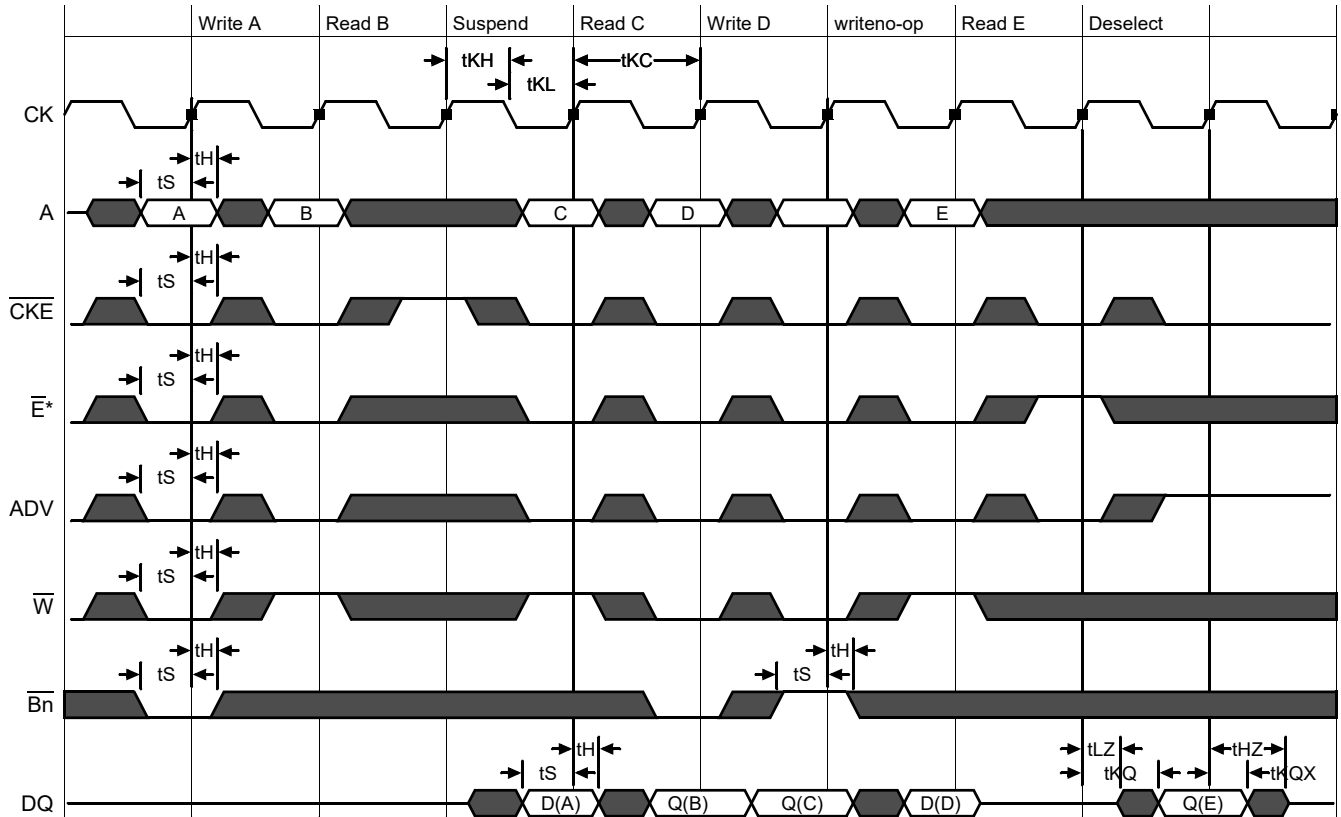 Write A Read B Suspend Read C Write D writeno-op Read E Deselect
tKH tKC
tKL
CK
tH
tS
A A B C D E
tH
tS
CKE
tH
tS
E*
tH
tS
ADV
tH
tS
W
tH tH
tS tS
Bn
tH tLZ tHZ
tS tKQ tKQX
DQ D(A) Q(B) Q(C) D(D) Q(E)